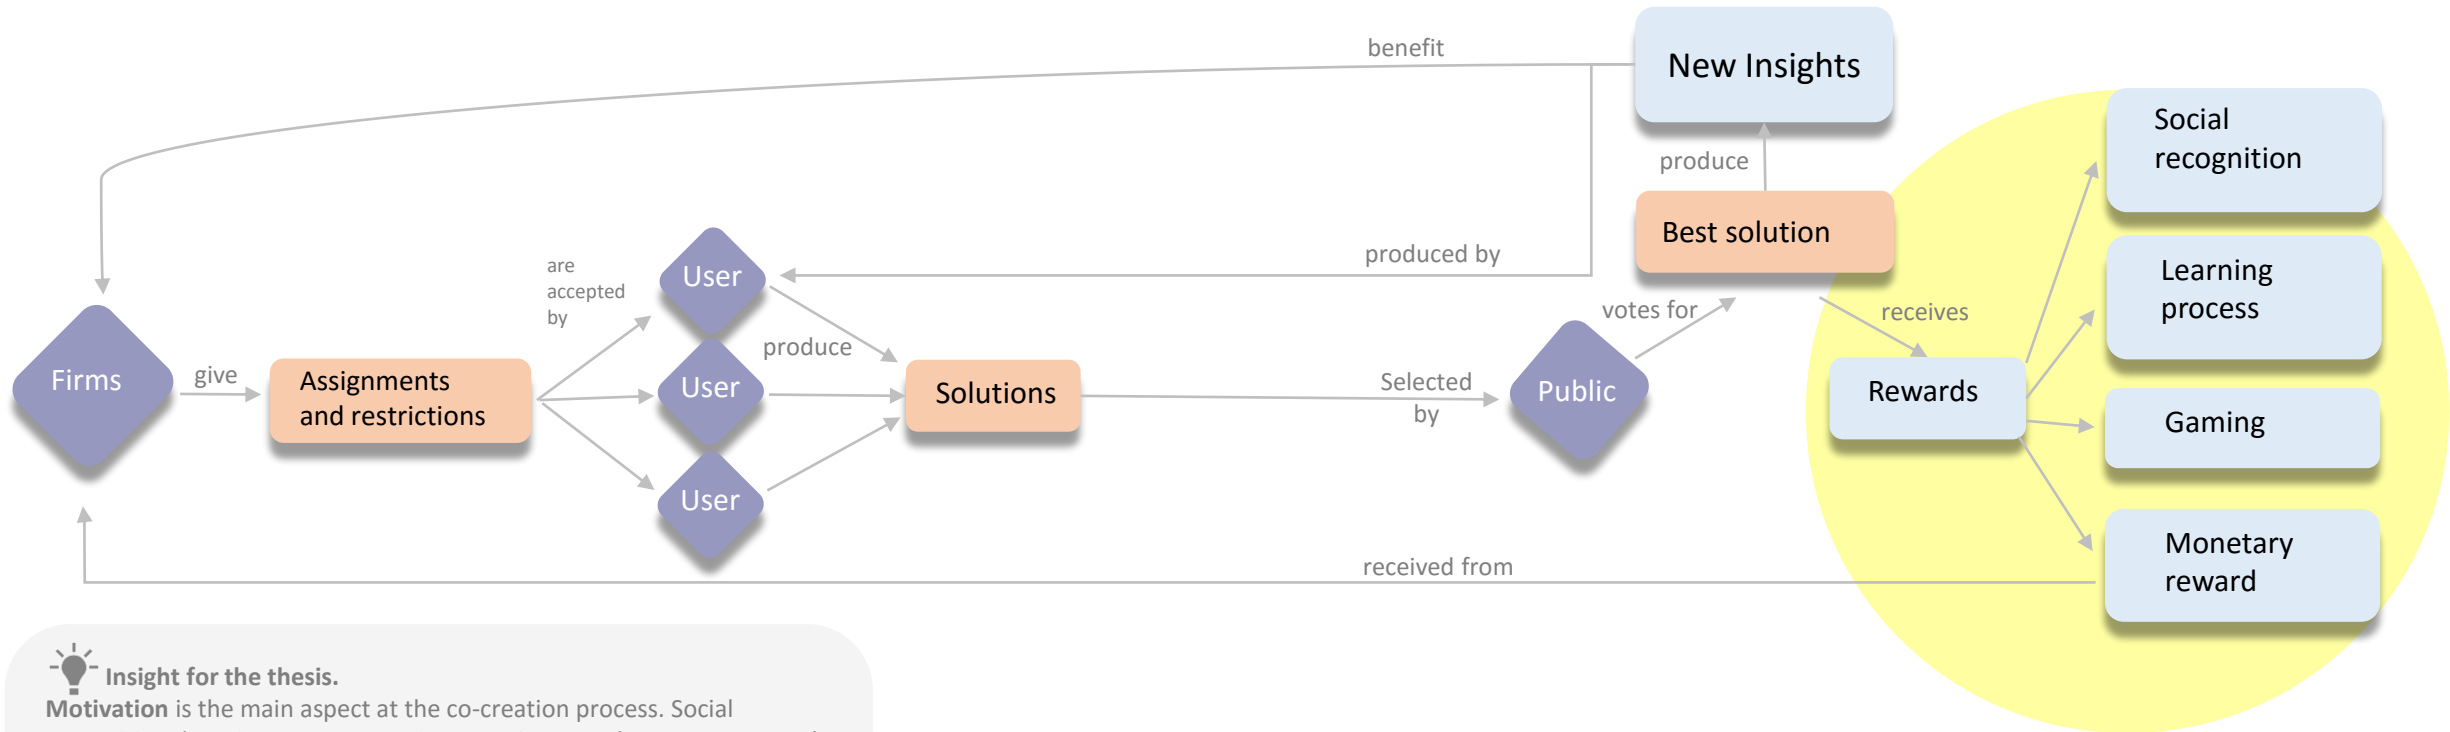 benefit
New Insights
Social
recognition
produce
Best solution
produced by
are
accepted
by
User
Learning
process
votes for
receives
produce
Firms
give
Assignments
and restrictions
User
Solutions
Selected
by
Public
Rewards
Gaming
User
received from
Monetary
reward
Insight for the thesis.
Motivation is the main aspect at the co-creation process. Social